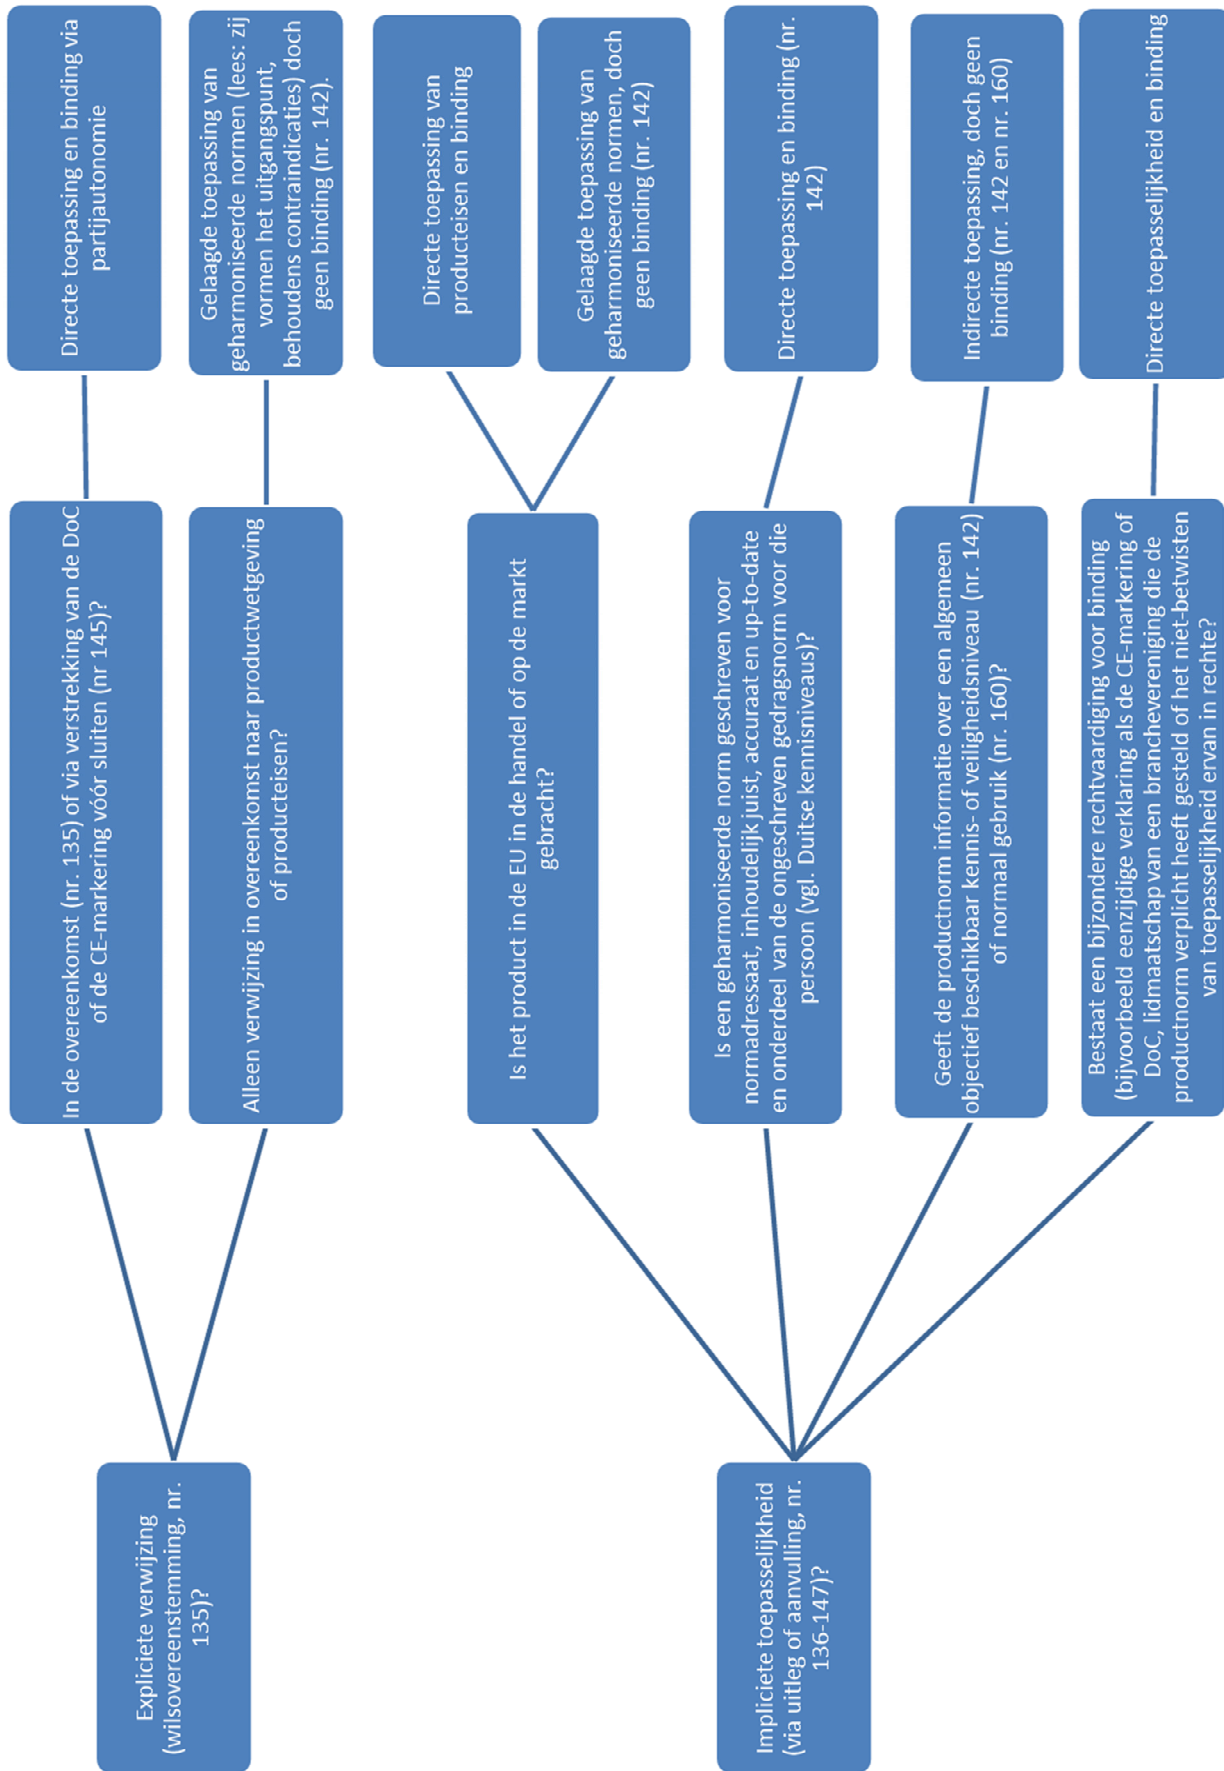 Expliciete verwijzing
(wilsovereenstemming, nr.
135)?
In de overeenkomst (nr. 135) of via verstrekking van de DoC
of de CE-markering vóór sluiten (nr 145)?
Directe toepassing en binding via
partijautonomie
Alleen verwijzing in overeenkomst naar productwetgeving
of producteisen?
Gelaagde toepassing van
geharmoniseerde normen (lees: zij
vormen het uitgangspunt,
behoudens contraindicaties) doch
geen binding (nr. 142).
Impliciete toepasselijkheid
(via uitleg of aanvulling, nr.
136-147)?
Is het product in de EU in de handel of op de markt
gebracht?
Directe toepassing van
producteisen en binding
Gelaagde toepassing van
geharmoniseerde normen, doch
geen binding (nr. 142)
Is een geharmoniseerde norm geschreven voor
normadressaat, inhoudelijk juist, accuraat en up-to-date
en onderdeel van de ongeschreven gedragsnorm voor die
persoon (vgl. Duitse kennisniveaus)?
Directe toepassing en binding (nr.
142)
Geeft de productnorm informatie over een algemeen
objectief beschikbaar kennis- of veiligheidsniveau (nr. 142)
of normaal gebruik (nr. 160)?
Indirecte toepassing, doch geen
binding (nr. 142 en nr. 160)
Bestaat een bijzondere rechtvaardiging voor binding
(bijvoorbeeld eenzijdige verklaring als de CE-markering of
DoC, lidmaatschap van een branchevereniging die de
productnorm verplicht heeft gesteld of het niet-betwisten
van toepasselijkheid ervan in rechte?
Directe toepasselijkheid en binding